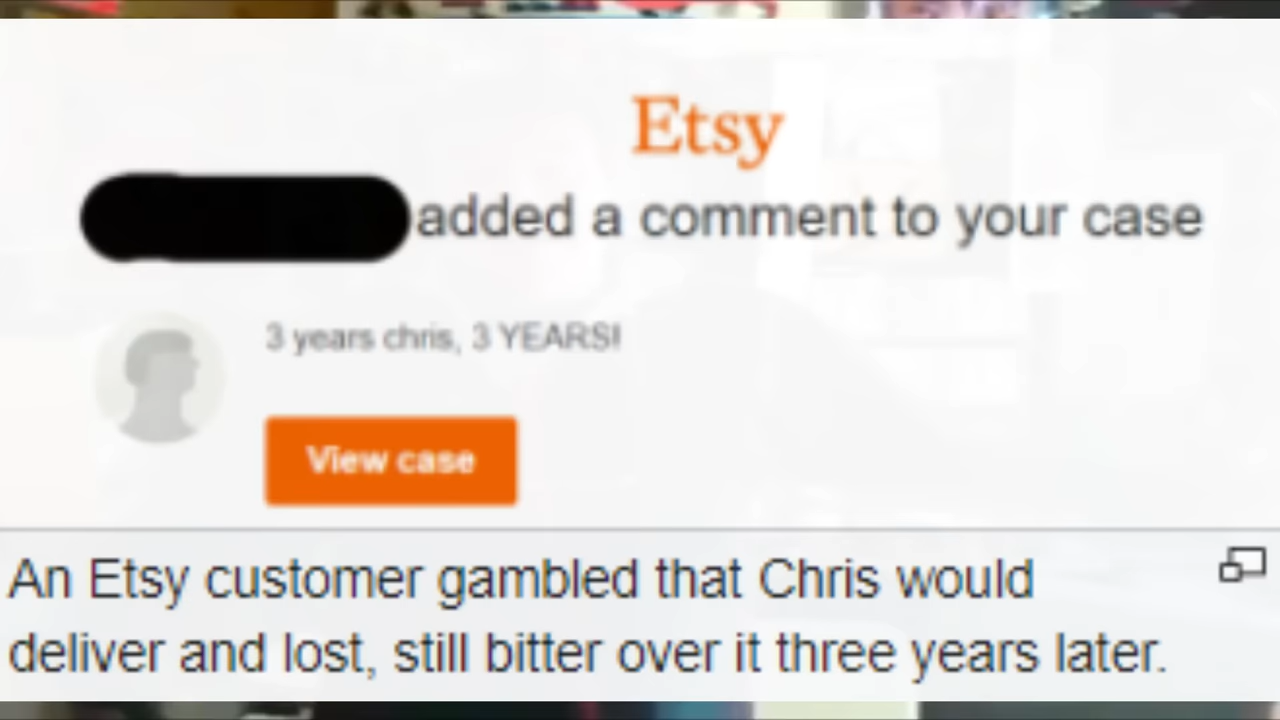 Etsy
added a comment to your case
3 years chris, 3 YEARS!
View case
An Etsy customer gambled that Chris would
deliver and lost, still bitter over it three years later.